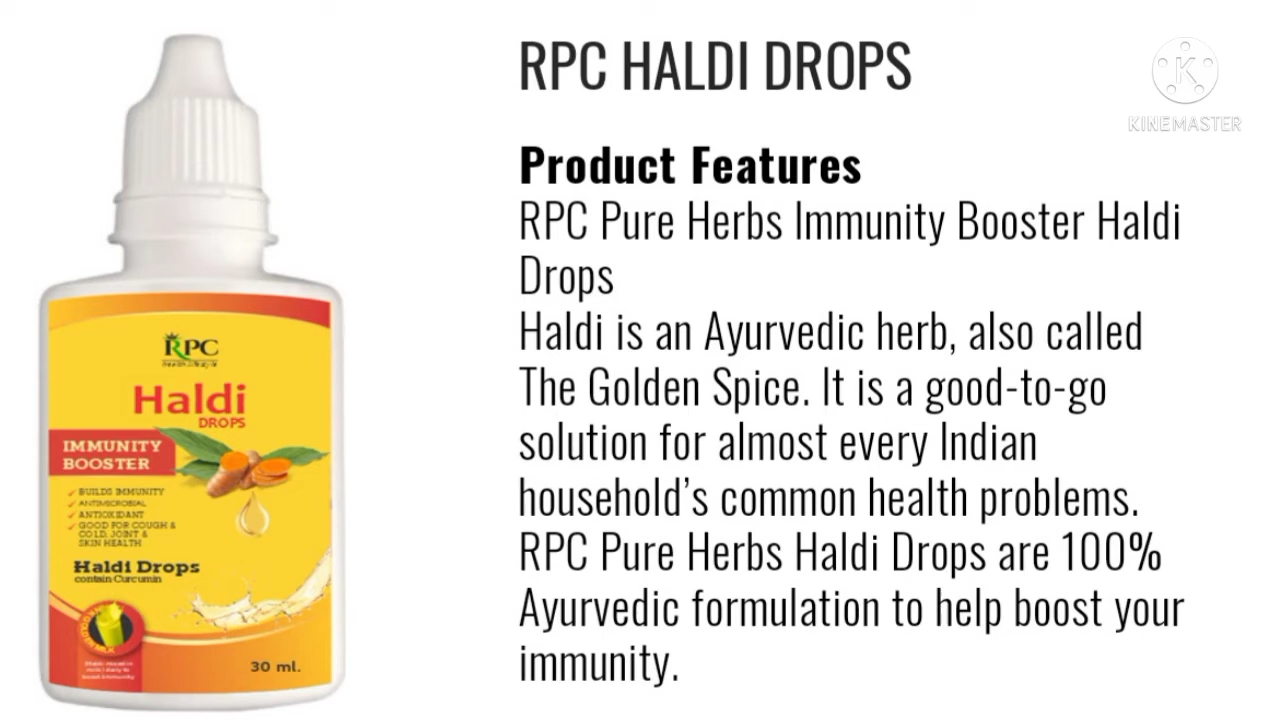 RPC HALDI DROPS
KINEMASTER
Product Features
RPC Pure Herbs Immunity Booster Haldi
Drops
Haldi is an Ayurvedic herb, also called
The Golden Spice. It is a good-to-go
solution for almost every Indian
household's common health problems.
RPC Pure Herbs Haldi Drops are 100%
Ayurvedic formulation to help boost your
immunity.
RPC
Haldi
DROPS
IMMUNITY
BOOSTER
BUILDS IMMUNITY
ANTIMICROBIAL
ANTIOXIDANT
GOOD FOR COUGH &
COLD, JOINT &
SKIN HEALTH
Haldi Drops
contain Curcumin
30 ml.